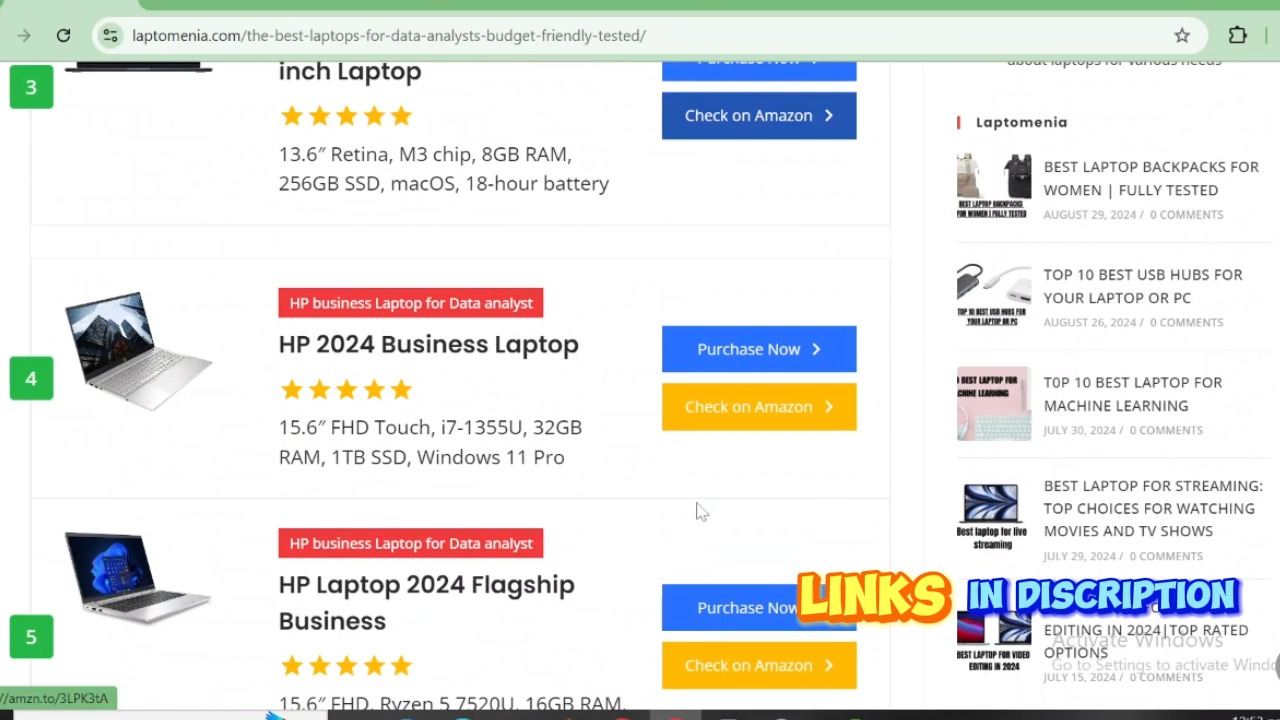 laptomenia.com/the-best-laptops-for-data-analysts-budget-friendly-tested/
3
inch Laptop
13.6″ Retina, M3 chip, 8GB RAM,
256GB SSD, macOS, 18-hour battery
Purchase Now
Check on Amazon
4
HP business Laptop for Data analyst
HP 2024 Business Laptop
15.6″ FHD Touch, i7-1355U, 32GB
RAM, 1TB SSD, Windows 11 Pro
Purchase Now
Check on Amazon
5
HP business Laptop for Data analyst
HP Laptop 2024 Flagship
Business
15.6″ FHD, Ryzen 5 7520U, 16GB RAM,
Purchase Now
Check on Amazon
about laptops for various needs
Laptomenia
BEST LAPTOP BACKPACKS
FOR WOMEN | FULLY TESTED
BEST LAPTOP BACKPACKS FOR
WOMEN | FULLY TESTED
AUGUST 29, 2024 / 0 COMMENTS
TOP 10 BEST USB HUBS FOR
YOUR LAPTOP OR PC
TOP 10 BEST USB HUBS FOR
YOUR LAPTOP OR PC
AUGUST 26, 2024 / 0 COMMENTS
BEST LAPTOP FOR
T0P 10 BEST LAPTOP FOR
MACHINE LEARNING
JULY 30, 2024 / 0 COMMENTS
Best laptop for live
streaming
BEST LAPTOP FOR STREAMING:
TOP CHOICES FOR WATCHING
MOVIES AND TV SHOWS
JULY 29, 2024 / 0 COMMENTS
LINKS IN DISCRIPTION
BEST LAPTOP FOR VIDEO
EDITING IN 2024
EDITING IN 2024|TOP RATED
OPTIONS
JULY 15, 2024 / 0 COMMENTS
Activate Windows
Go to Settings to activate Windo
//amzn.to/3LPK3tA